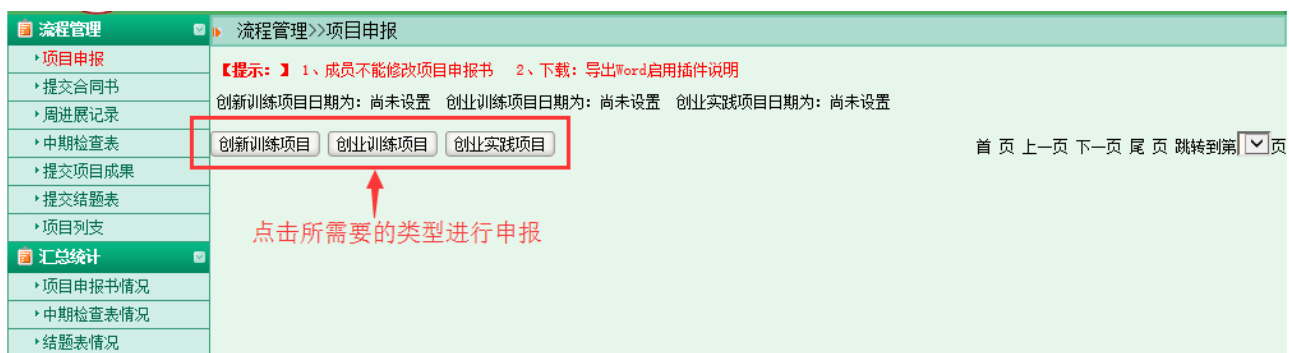 流程管理
项目申报
提交合同书
周进展记录
中期检查表
提交项目成果
提交结题表
项目列支
汇总统计
项目申报书情况
中期检查表情况
结题表情况
流程管理>>项目申报
【提示：】 1、成员不能修改项目申报书 2、下载：导出Word启用插件说明
创新训练项目日期为：尚未设置 创业训练项目日期为：尚未设置 创业实践项目日期为：尚未设置
创新训练项目 创业训练项目 创业实践项目
首 页 上一页 下一页 尾 页 跳转到第 页
点击所需要的类型进行申报